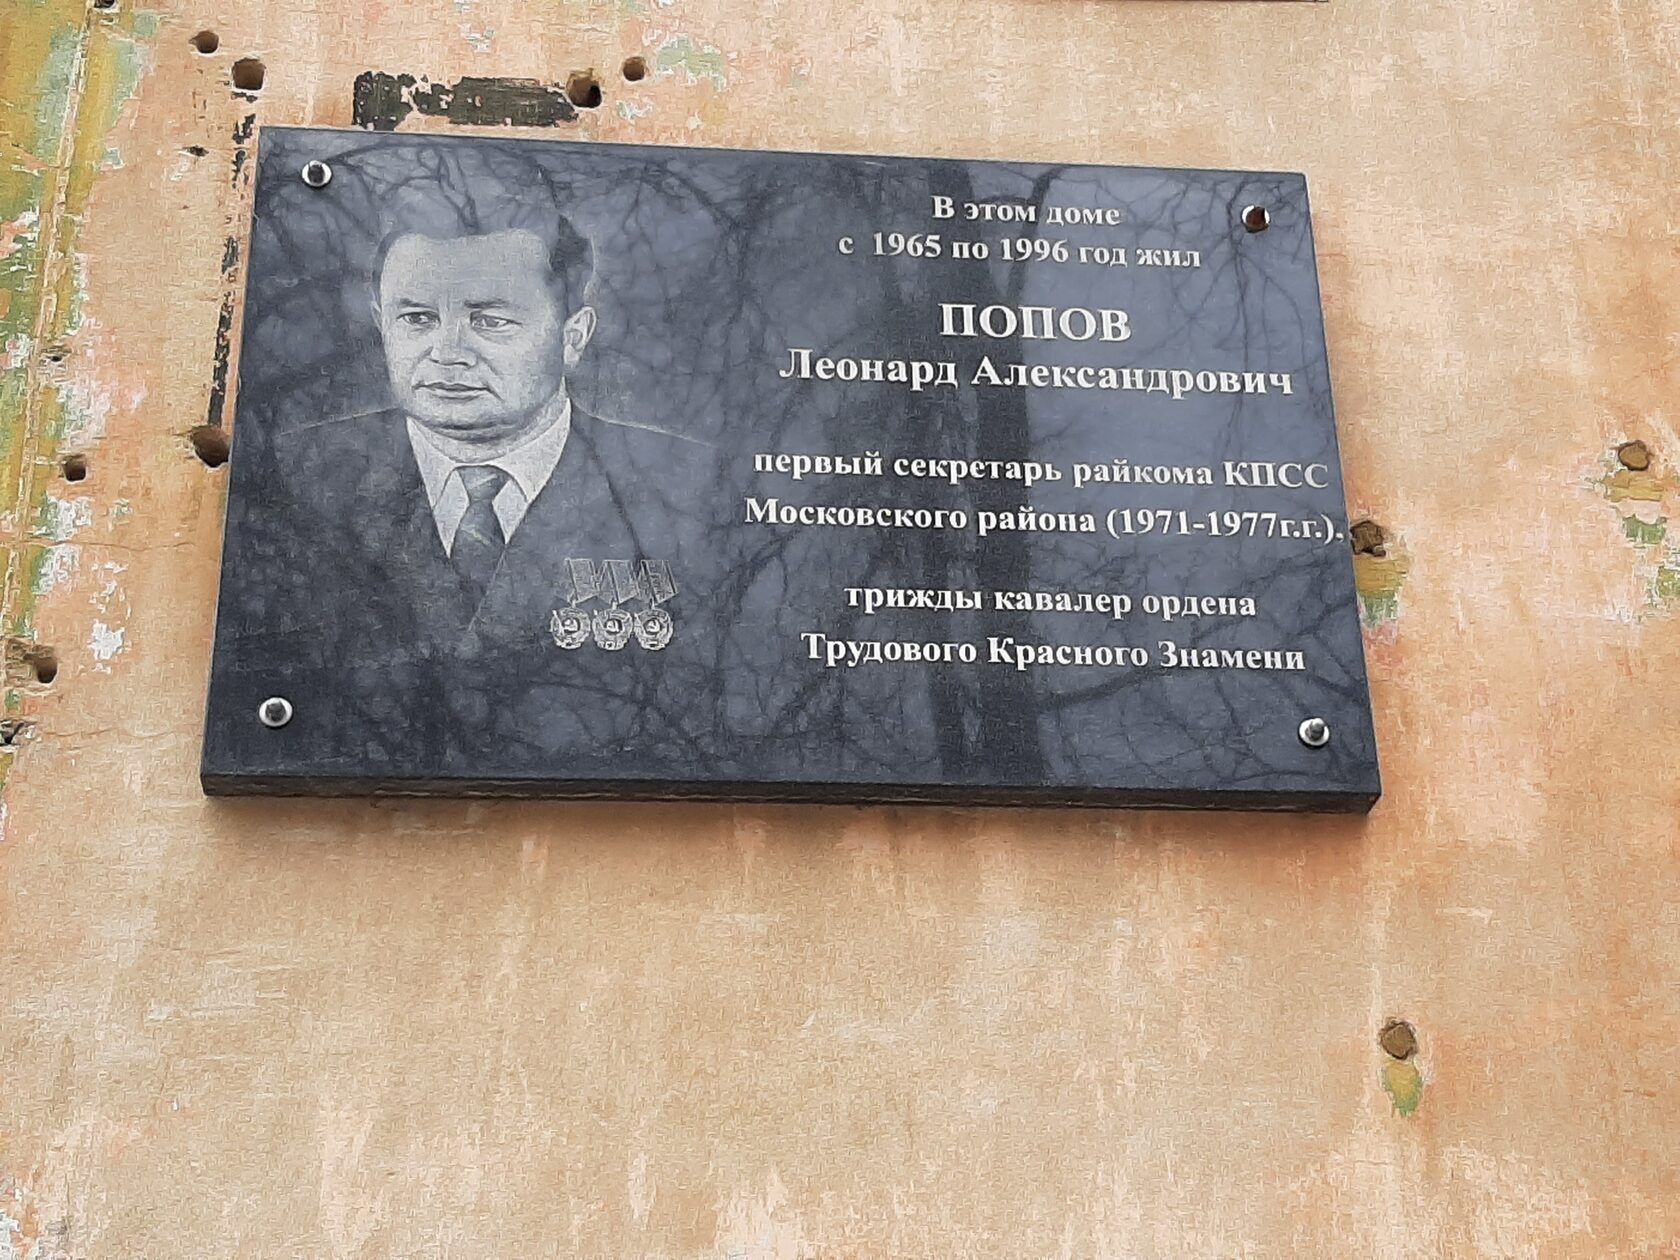 В этом доме
с 1965 по 1996 год жил
ПОПОВ
Леонард Александрович
первый секретарь райкома КПСС
Московского района (1971-1977г.г.).
трижды кавалер ордена
Трудового Красного Знамени